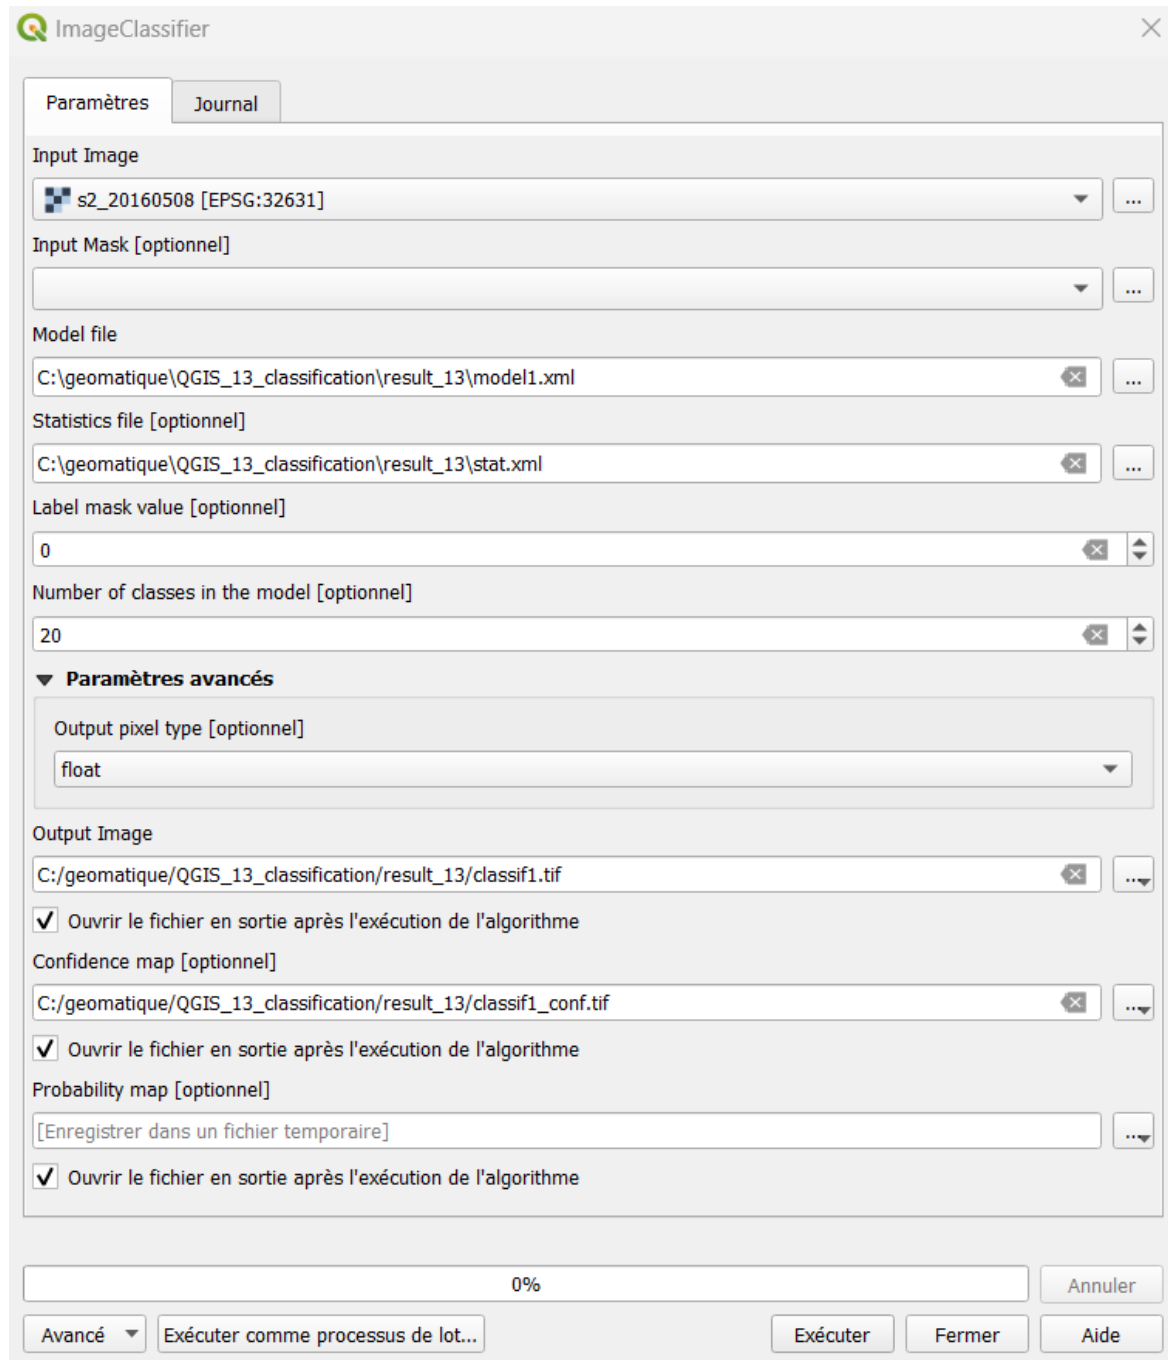 ImageClassifier
Paramètres
Journal
Input Image
s2_20160508 [EPSG:32631]
...
Input Mask [optionnel]
...
Model file
C:\geomatique\QGIS_13_classification\result_13\model1.xml
...
Statistics file [optionnel]
C:\geomatique\QGIS_13_classification\result_13\stat.xml
...
Label mask value [optionnel]
0
Number of classes in the model [optionnel]
20
Paramètres avancés
Output pixel type [optionnel]
float
Output Image
C:/geomatique/QGIS_13_classification/result_13/classif1.tif
...
Ouvrir le fichier en sortie après l'exécution de l'algorithme
Confidence map [optionnel]
C:/geomatique/QGIS_13_classification/result_13/classif1_conf.tif
...
Ouvrir le fichier en sortie après l'exécution de l'algorithme
Probability map [optionnel]
[Enregistrer dans un fichier temporaire]
...
Ouvrir le fichier en sortie après l'exécution de l'algorithme
0%
Annuler
Avancé
Exécuter comme processus de lot...
Exécuter
Fermer
Aide